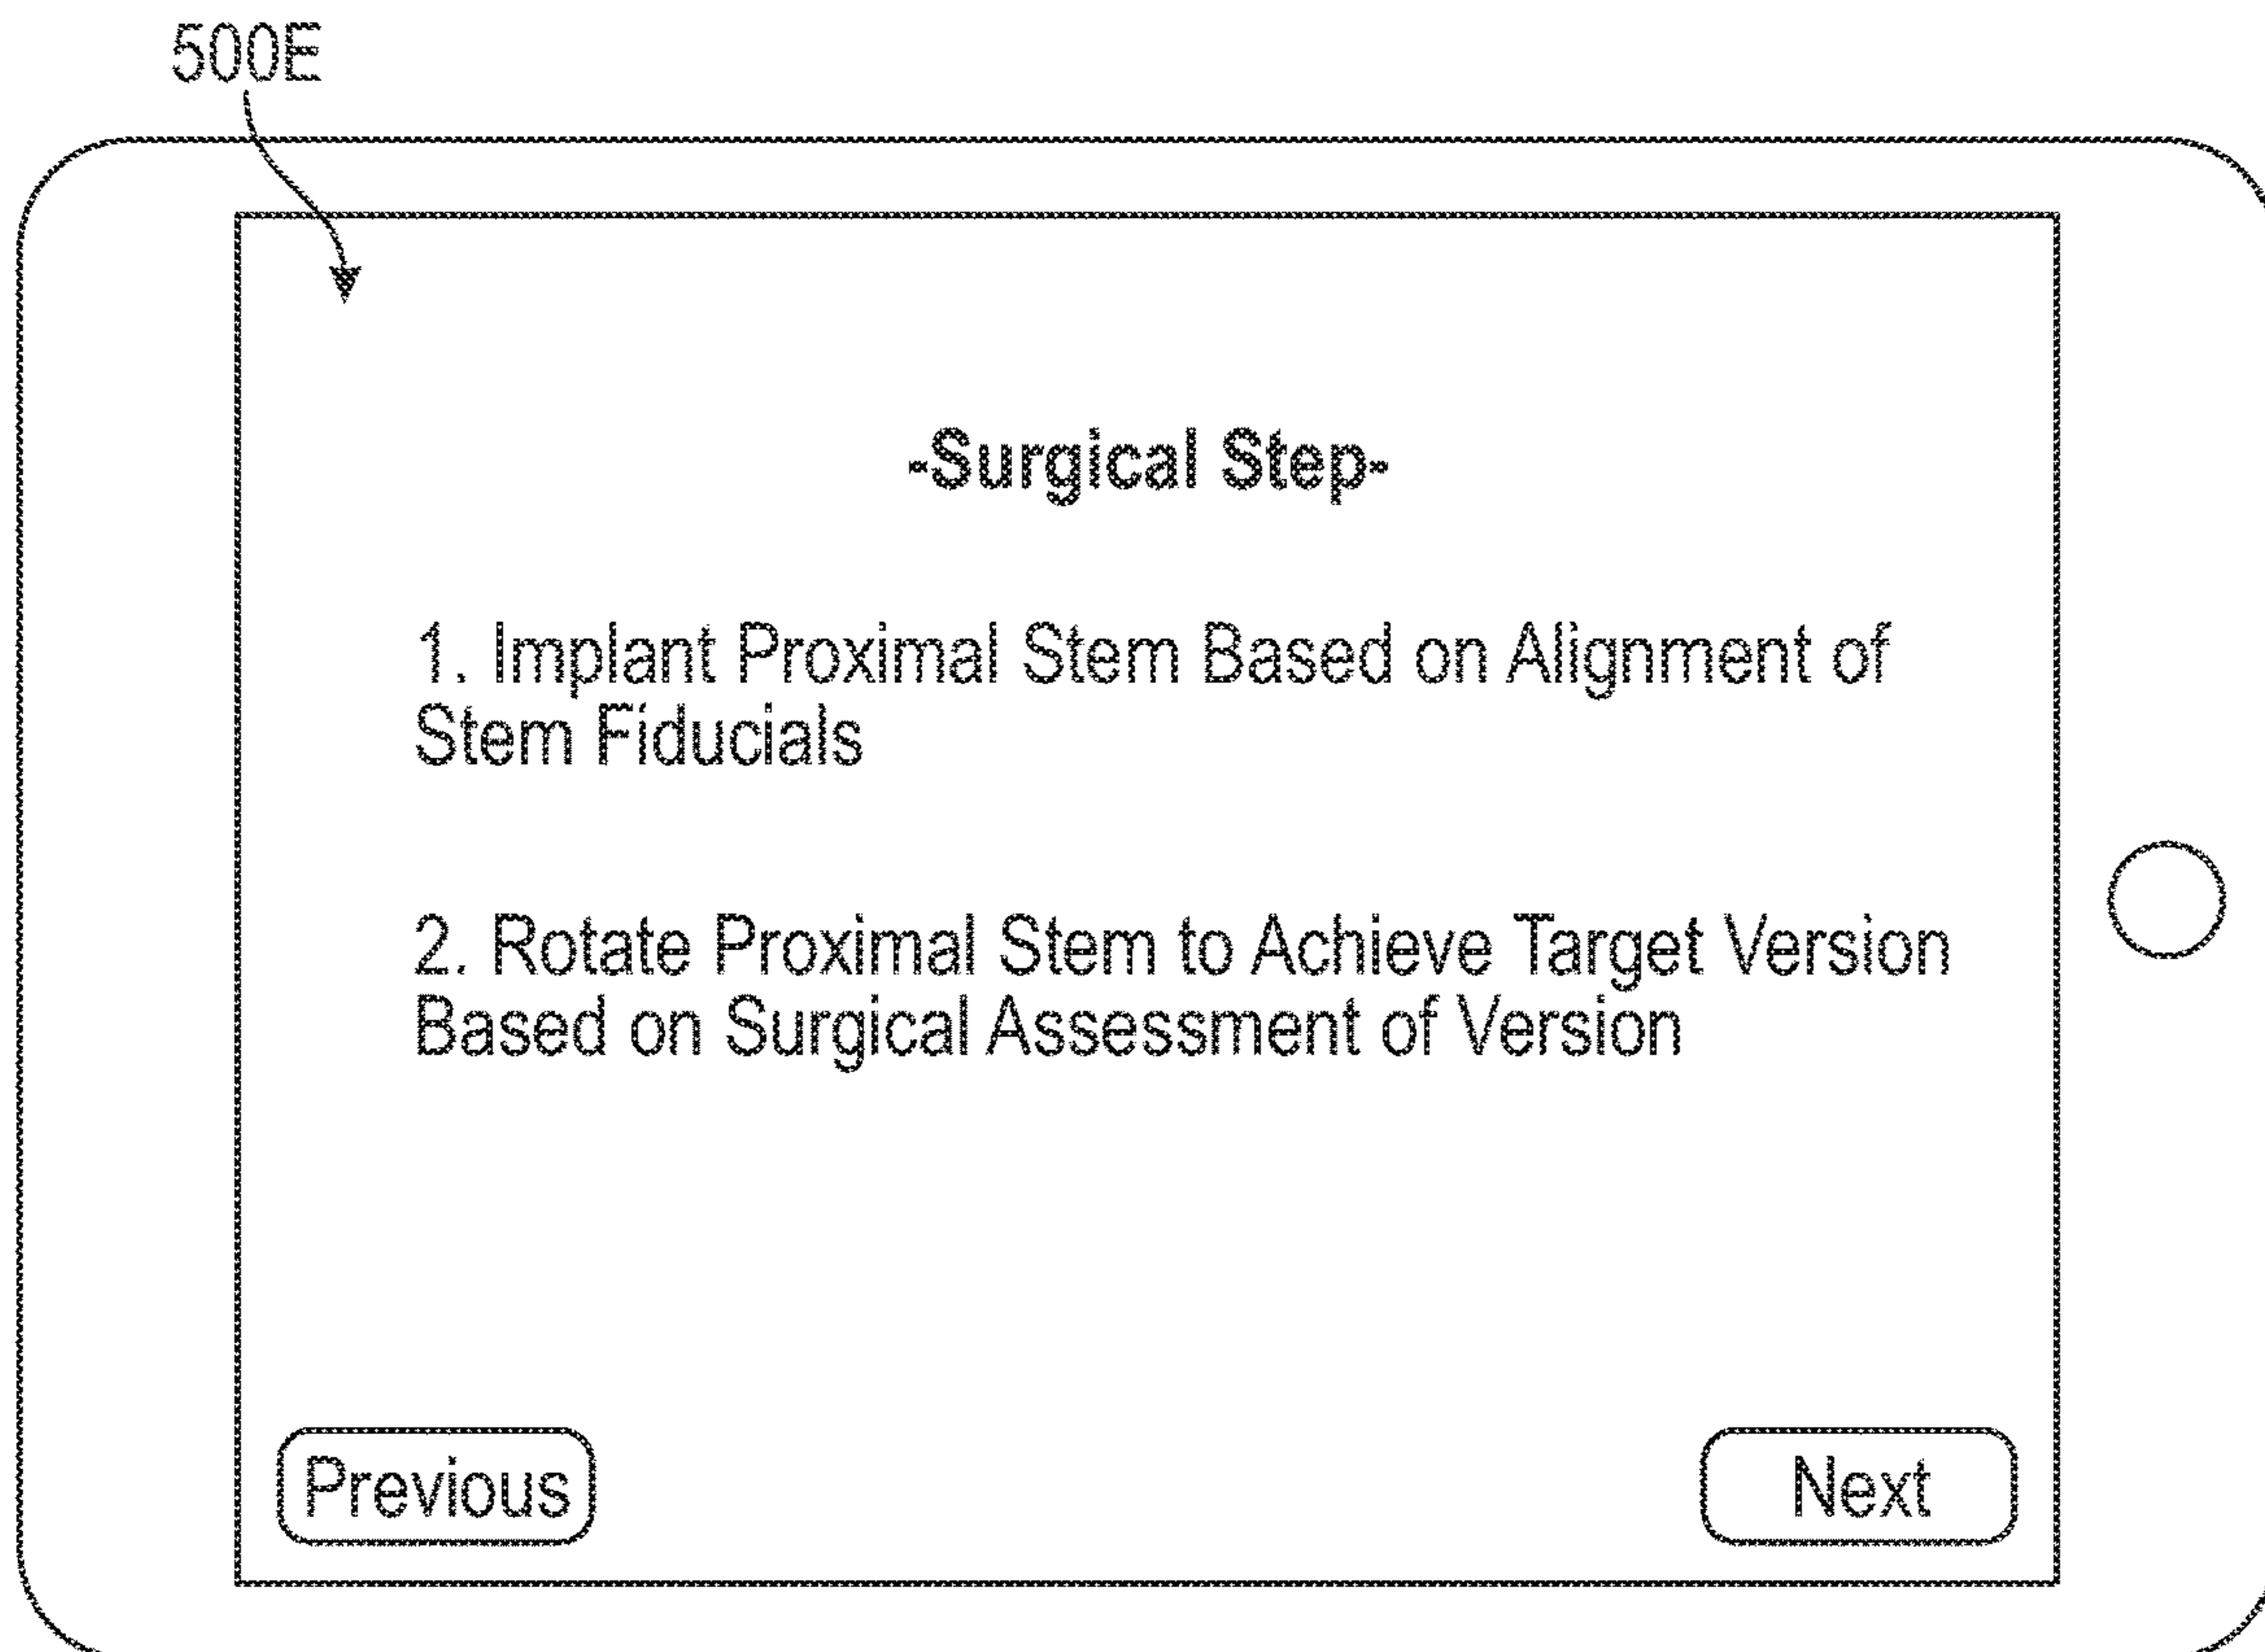 500E
-Surgical Step-
1. Implant Proximal Stem Based on Alignment of
Stem Fiducials
2. Rotate Proximal Stem to Achieve Target Version
Based on Surgical Assessment of Version
Previous
Next